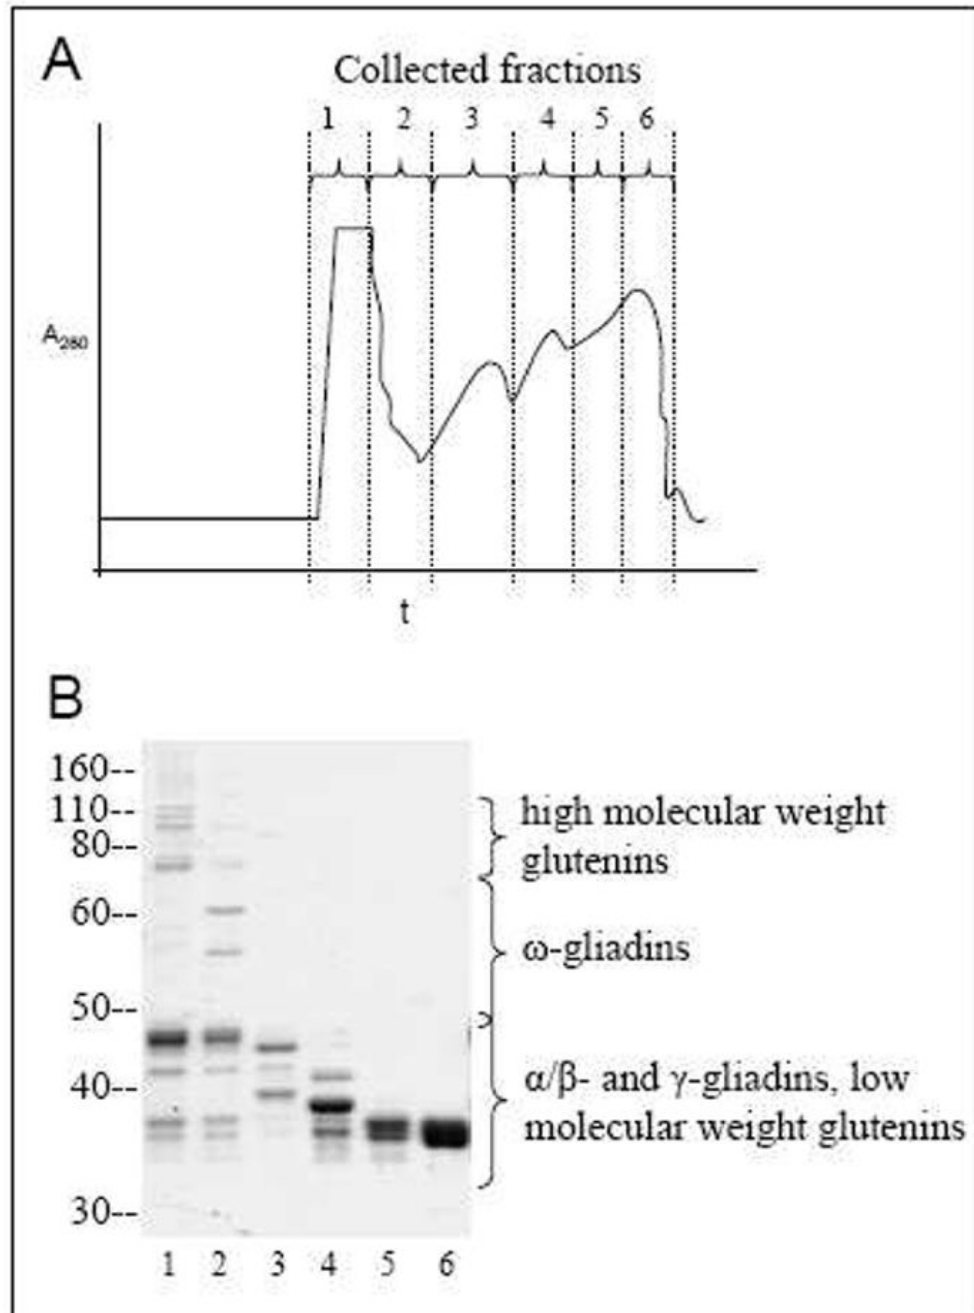 A
Collected fractions
1 2 3 4 5 6
A280
t
B
160--
110--
80--
60--
50--
40--
30--
high molecular weight
glutenins
ω-gliadins
α/β- and γ-gliadins, low
molecular weight glutenins
1 2 3 4 5 6